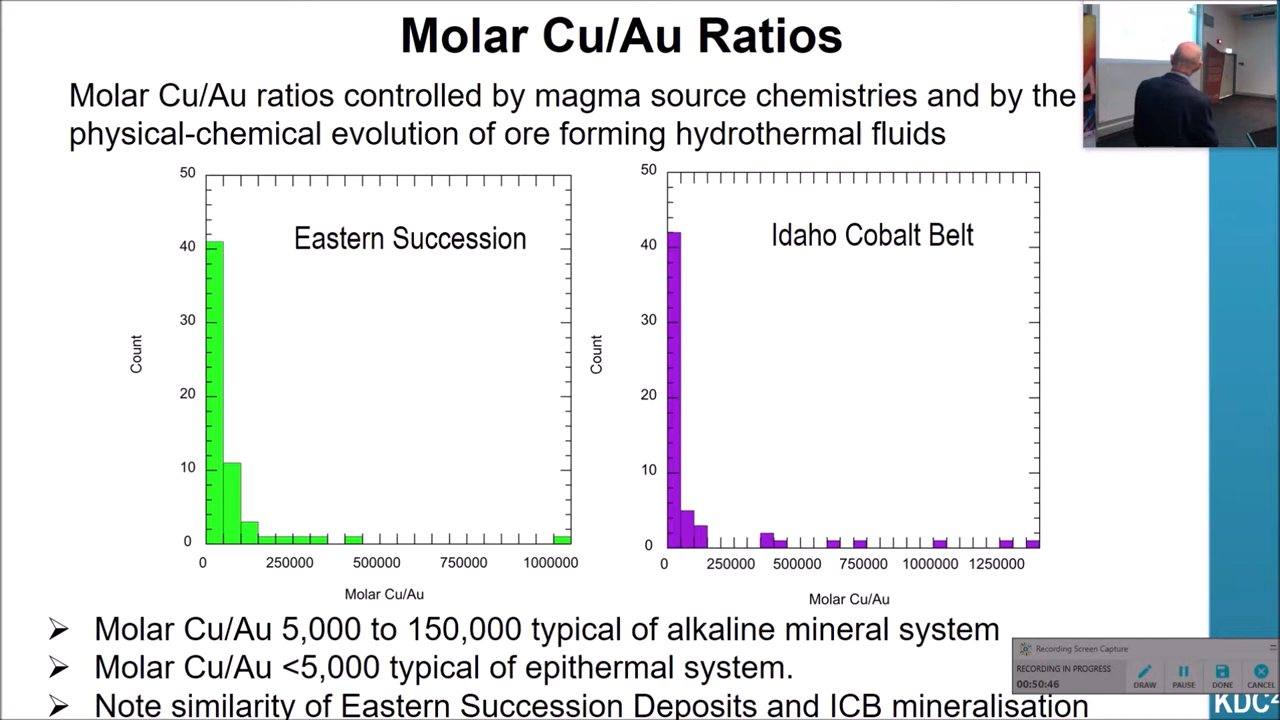 Molar Cu/Au Ratios
Molar Cu/Au ratios controlled by magma source chemistries and by the
physical-chemical evolution of ore forming hydrothermal fluids
50
40
30
20
10
0
Count
Eastern Succession
0 250000 500000 750000 1000000
Molar Cu/Au
50
40
30
20
10
0
Count
Idaho Cobalt Belt
0 250000 500000 750000 1000000 1250000
Molar Cu/Au
➢ Molar Cu/Au 5,000 to 150,000 typical of alkaline mineral system
➢ Molar Cu/Au <5,000 typical of epithermal system.
➢ Note similarity of Eastern Succession Deposits and ICB mineralisation
Recording Screen Capture
RECORDING IN PROGRESS
00:50:46
DRAW PAUSE DONE CANCEL
KDC²